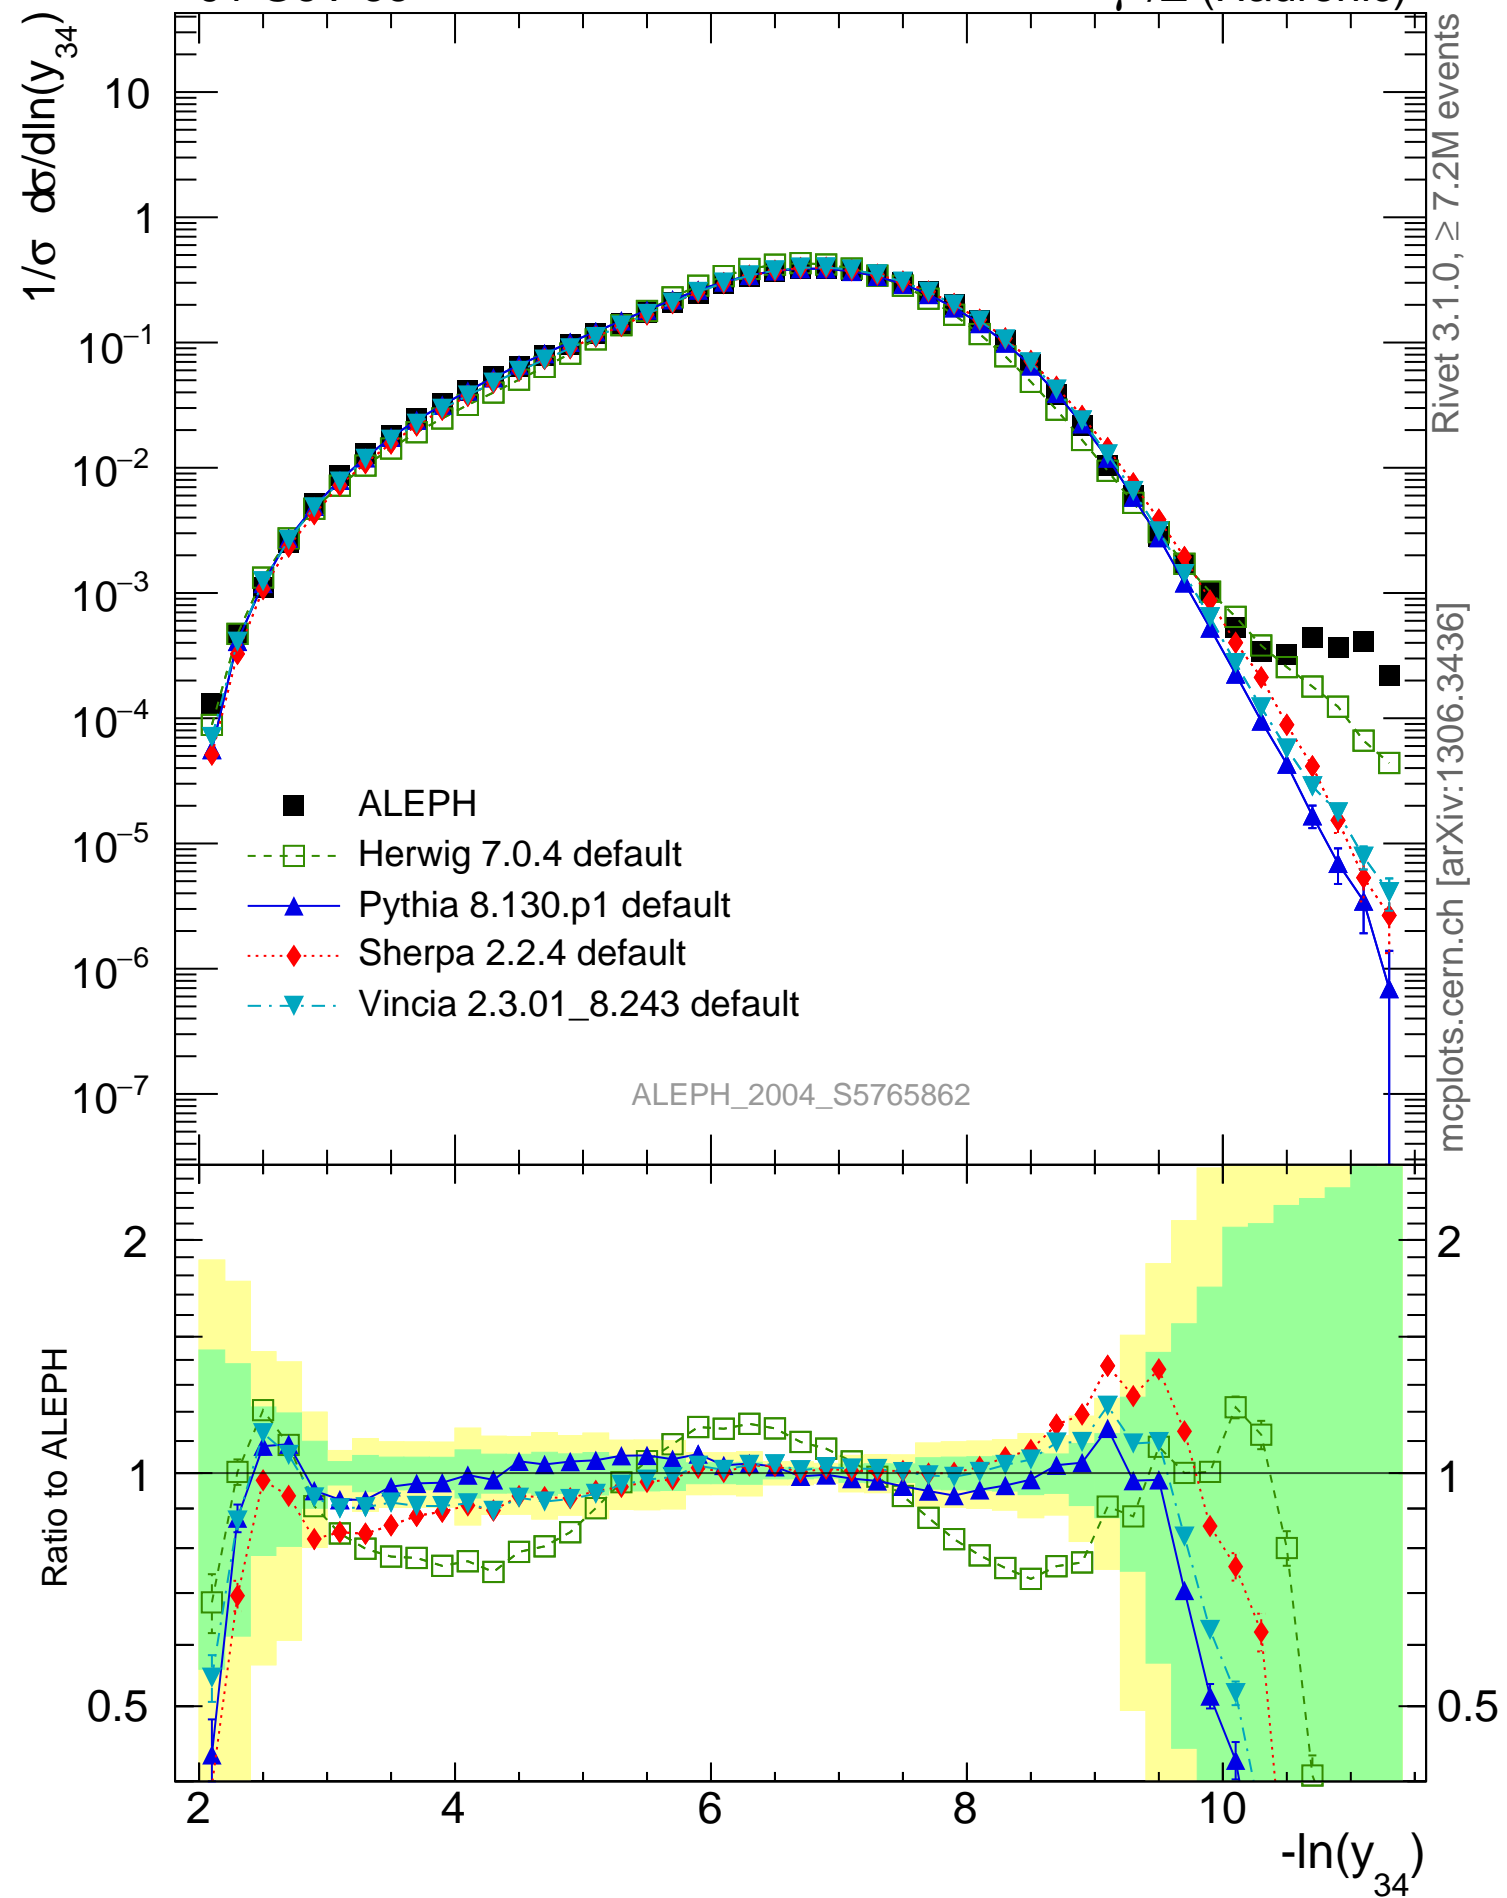 1/σ dσ/dln(y34)
10
1
10−1
10−2
10−3
10−4
10−5
10−6
10−7
ALEPH
Herwig 7.0.4 default
Pythia 8.130.p1 default
Sherpa 2.2.4 default
Vincia 2.3.01_8.243 default
ALEPH_2004_S5765862
Rivet 3.1.0, ≥ 7.2M events
mcplots.cern.ch [arXiv:1306.3436]
Ratio to ALEPH
2
1
0.5
2
1
0.5
2 4 6 8 10
-ln(y34)